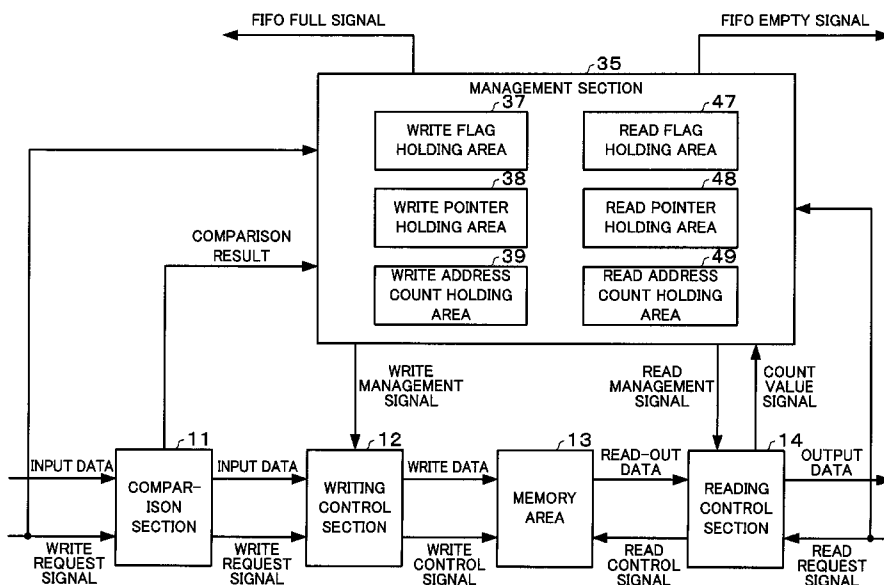 FIFO FULL SIGNAL
FIFO EMPTY SIGNAL
35
MANAGEMENT SECTION
37
WRITE FLAG
HOLDING AREA
47
READ FLAG
HOLDING AREA
38
WRITE POINTER
HOLDING AREA
48
READ POINTER
HOLDING AREA
COMPARISON
RESULT
39
WRITE ADDRESS
COUNT HOLDING
AREA
49
READ ADDRESS
COUNT HOLDING
AREA
WRITE
MANAGEMENT
SIGNAL
READ
MANAGEMENT
SIGNAL
COUNT
VALUE
SIGNAL
INPUT DATA
11
COMPAR-
ISON
SECTION
INPUT DATA
12
WRITING
CONTROL
SECTION
WRITE DATA
13
MEMORY
AREA
READ-OUT
DATA
14
READING
CONTROL
SECTION
OUTPUT
DATA
WRITE
REQUEST
SIGNAL
WRITE
REQUEST
SIGNAL
WRITE
CONTROL
SIGNAL
READ
CONTROL
SIGNAL
READ
REQUEST
SIGNAL